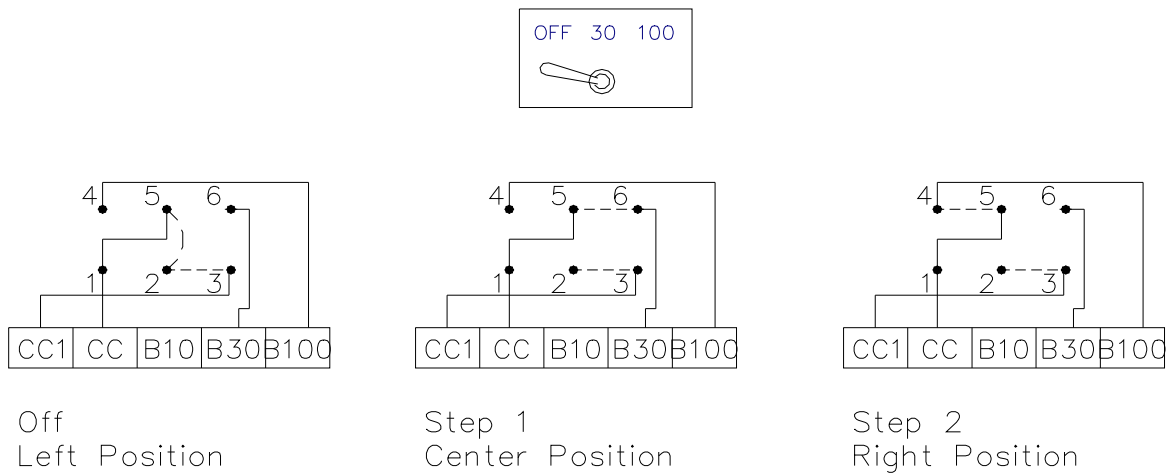 OFF 30 100
4 5 6
1 2 3
CC1 CC B10 B30 B100
Off
Left Position
4 5 6
1 2 3
CC1 CC B10 B30 B100
Step 1
Center Position
4 5 6
1 2 3
CC1 CC B10 B30 B100
Step 2
Right Position